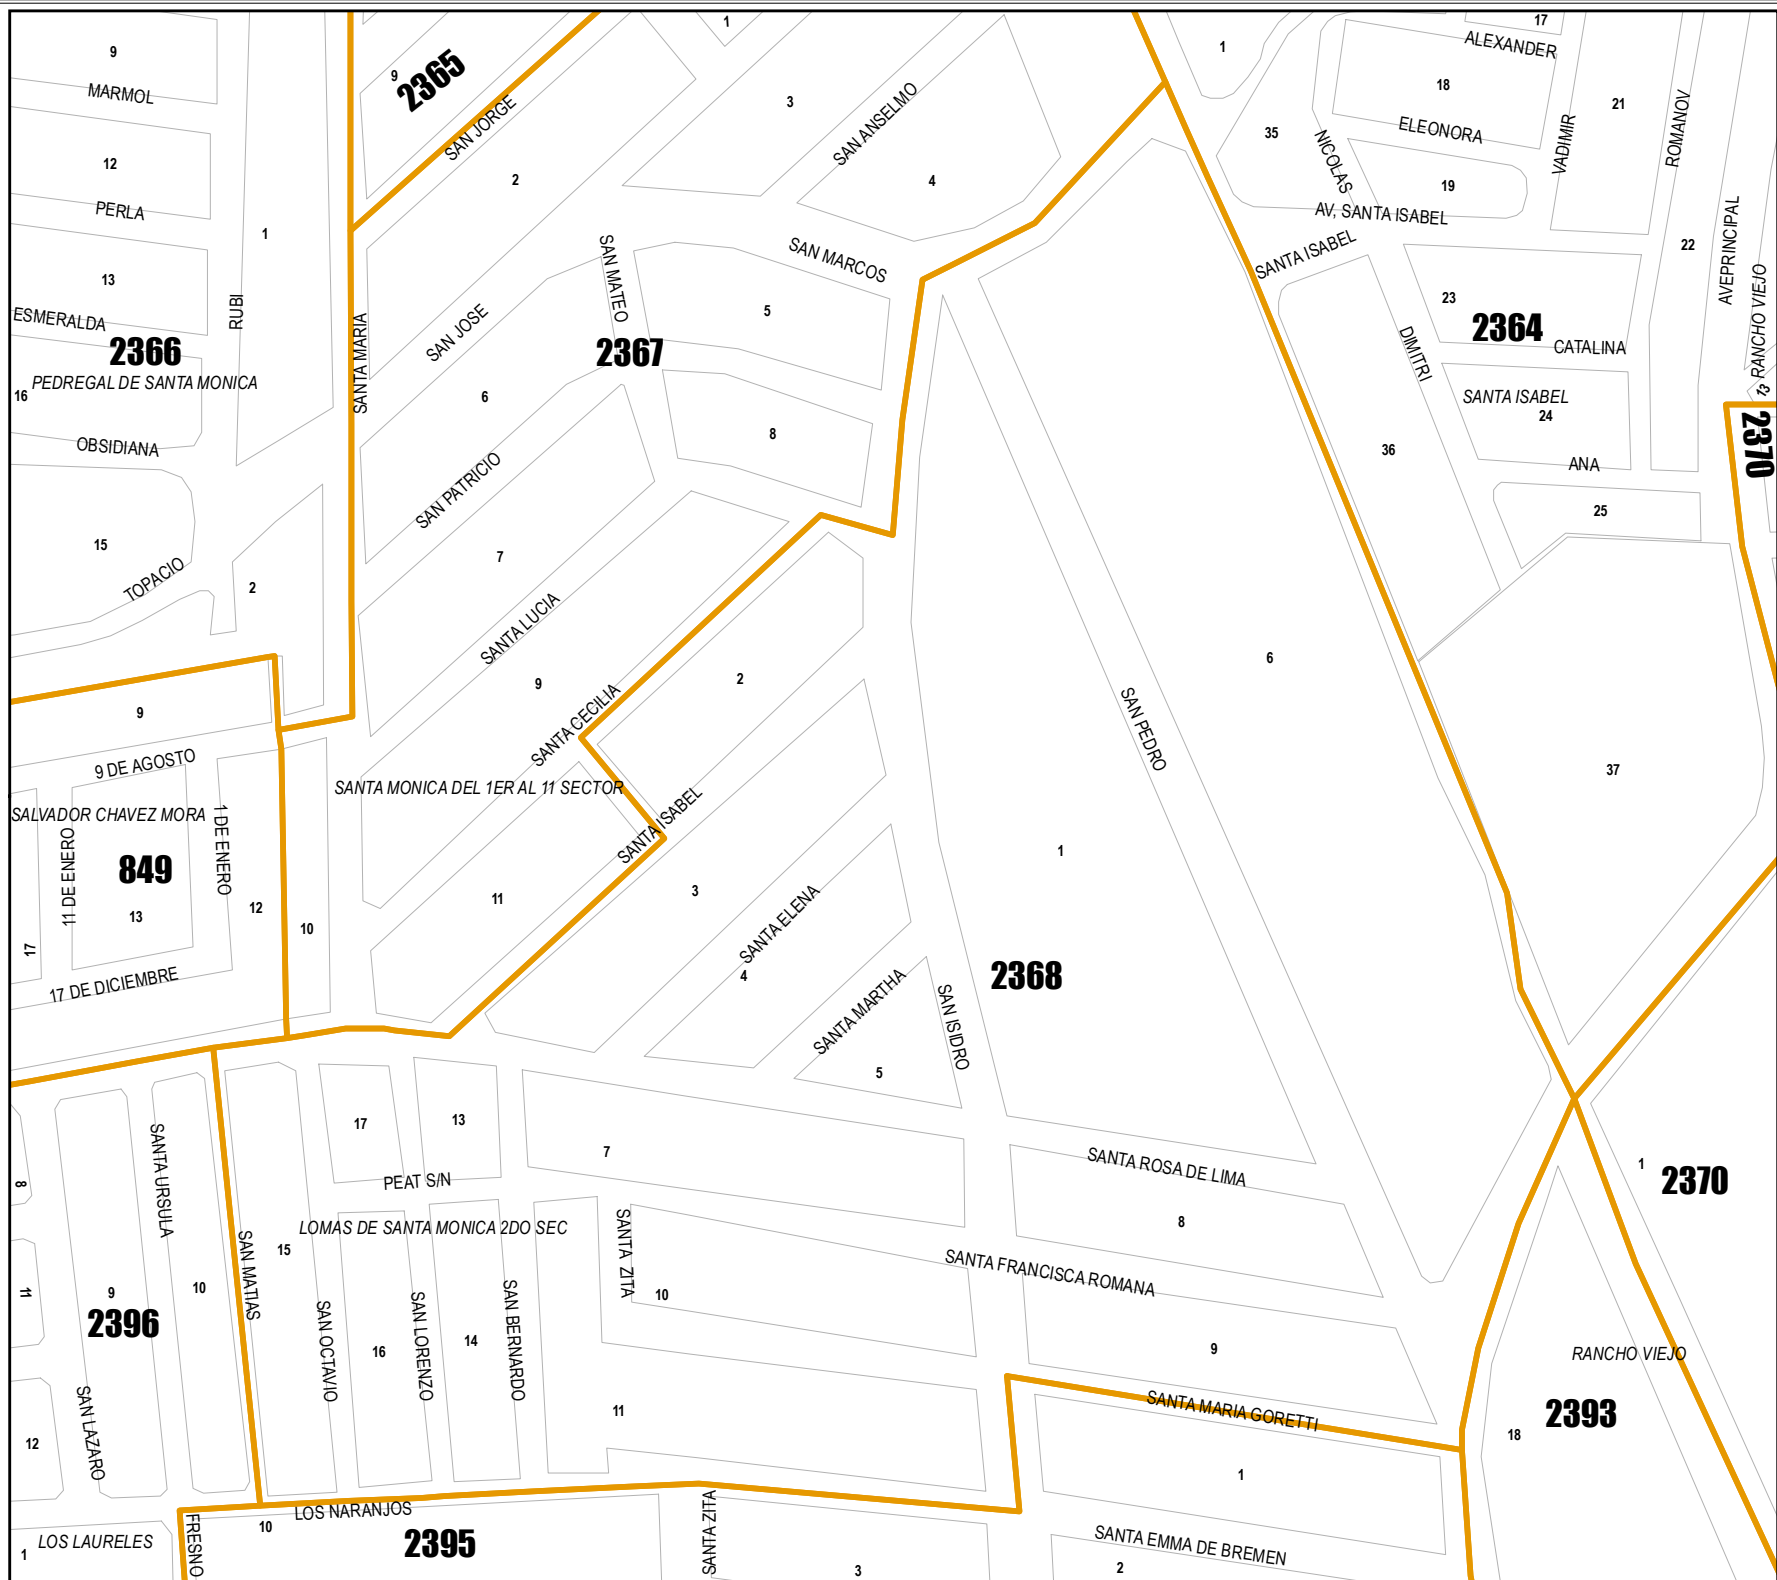 9
MARMOL
12
PERLA
13
ESMERALDA
2366
PEDREGAL DE SANTA MONICA
16
OBSIDIANA
15
TOPACIO
RUBI
1
2
SANTA MARIA
9
2365
SAN JORGE
2
1
3
SAN ANSELMO
4
SAN MARCOS
SAN MATEO
SAN JOSE
2367
5
6
8
SAN PATRICIO
7
SANTA LUCIA
9
SANTA CECILIA
SANTA MONICA DEL 1ER AL 11 SECTOR
11
10
1
17
ALEXANDER
18
ELEONORA
35
NICOLAS
19
AV, SANTA ISABEL
SANTA ISABEL
VADIMIR
21
ROMANOV
22
AVEPRINCIPAL
RANCHO VIEJO
13
23
2364
CATALINA
DIMITRI
SANTA ISABEL
24
36
ANA
25
2370
37
6
SAN PEDRO
2
SANTA ISABEL
3
SANTA ELENA
4
SANTA MARTHA
5
SAN ISIDRO
1
2368
9
9 DE AGOSTO
SALVADOR CHAVEZ MORA
11 DE ENERO
849
13
1 DE ENERO
12
17
17 DE DICIEMBRE
8
SANTA URSULA
11
9
10
2396
12
SAN LAZARO
SAN MATIAS
17
13
PEAT S/N
LOMAS DE SANTA MONICA 2DO SEC
15
SAN OCTAVIO
16
SAN LORENZO
14
SAN BERNARDO
7
SANTA ZITA
10
11
SANTA ROSA DE LIMA
8
SANTA FRANCISCA ROMANA
9
SANTA MARIA GORETTI
1
2370
RANCHO VIEJO
2393
18
1
SANTA EMMA DE BREMEN
2
LOS NARANJOS
10
2395
SANTA ZITA
3
FRESNO
LOS LAURELES
1